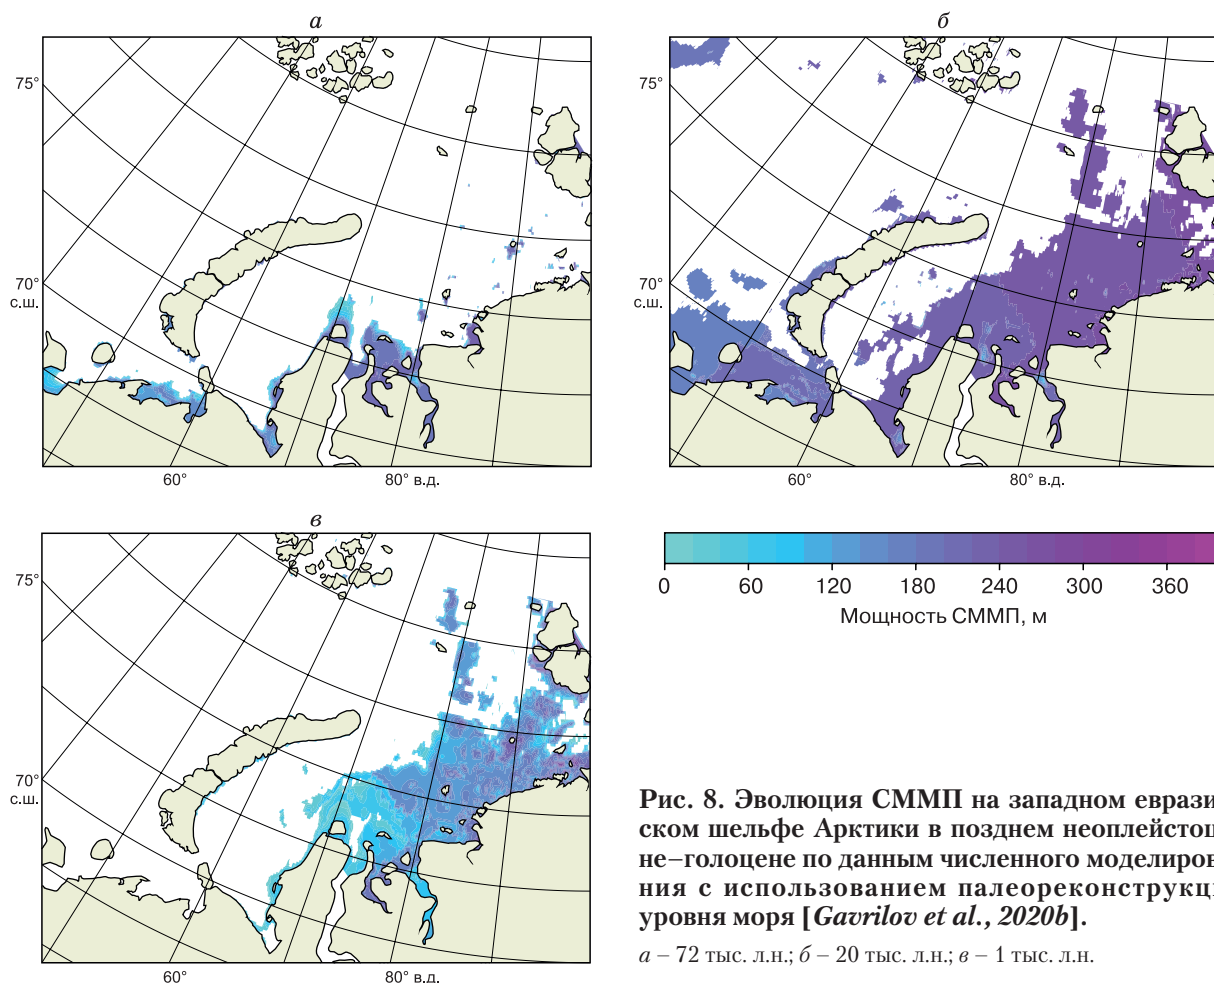 а
б
75°
70°
с.ш.
60°
80° в.д.
70°
с.ш.
60°
80° в.д.
в
75°
70°
с.ш.
60°
80° в.д.
0 60 120 180 240 300 360
Мощность СММП, м
Рис. 8. Эволюция СММП на западном еврази
ском шельфе Арктики в позднем неоплейстоц
не–голоцене по данным численного моделиров
ния с использованием палеореконструкц
уровня моря [Gavrilov et al., 2020b].
а – 72 тыс. л.н.; б – 20 тыс. л.н.; в – 1 тыс. л.н.